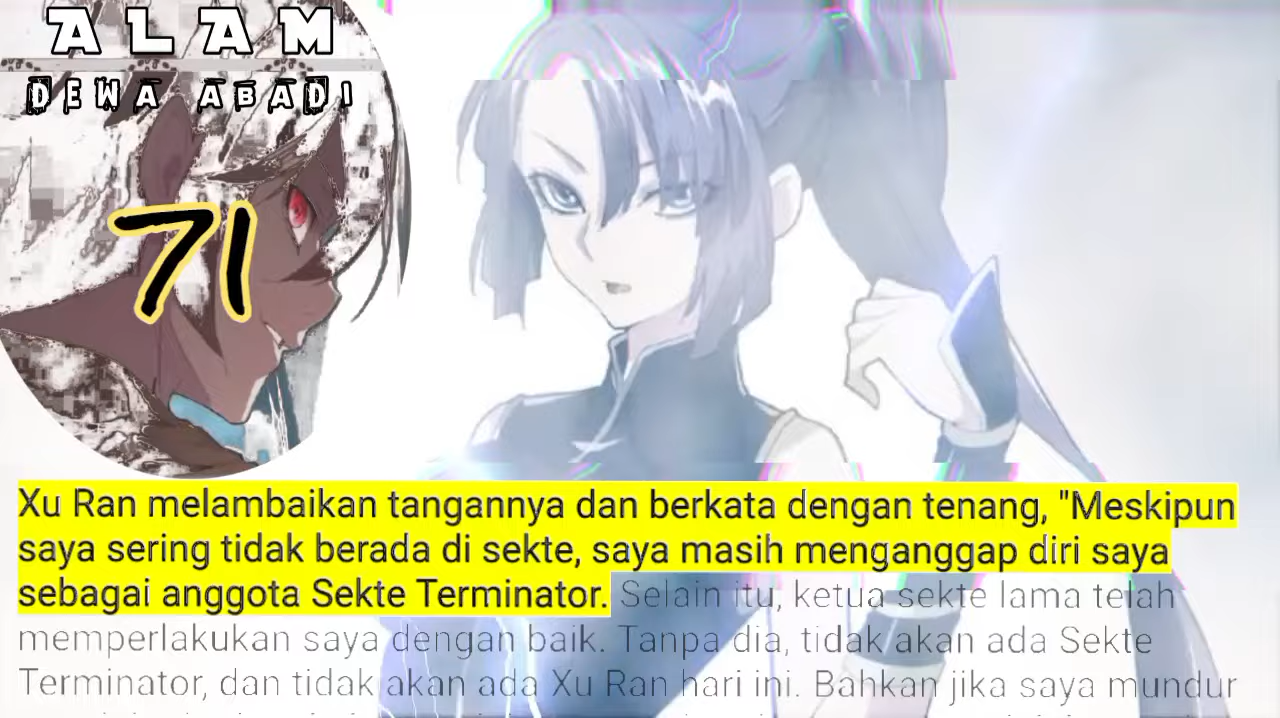 ALAM
DEWA ABADI
71
Xu Ran melambaikan tangannya dan berkata dengan tenang, "Meskipun
saya sering tidak berada di sekte, saya masih menganggap diri saya
sebagai anggota Sekte Terminator. Selain itu, ketua sekte lama telah
memperlakukan saya dengan baik. Tanpa dia, tidak akan ada Sekte
Terminator, dan tidak akan ada Xu Ran hari ini. Bahkan jika saya mundur